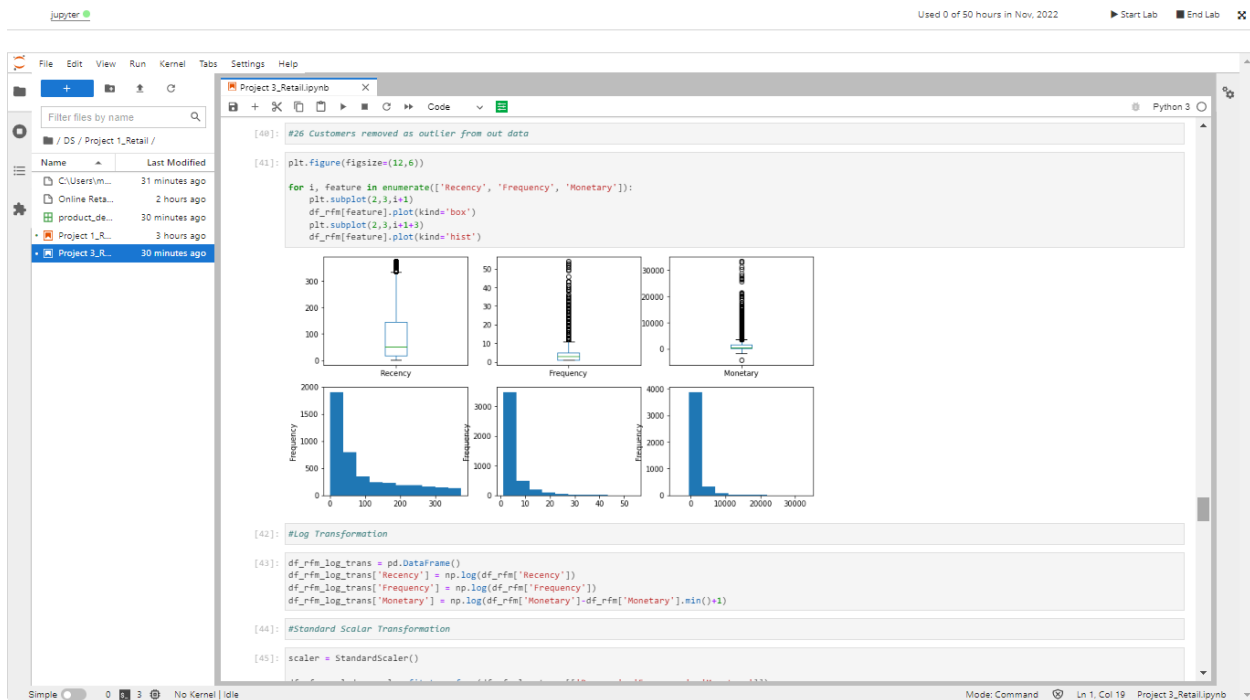 jupyter
Used 0 of 50 hours in Nov, 2022
Start Lab
End Lab
File Edit View Run Kernel Tabs Settings Help
Project 3_Retail.ipynb
Filter files by name
Code
Python 3
/ DS / Project 1_Retail /
Name
Last Modified
C:\Users\m... 31 minutes ago
Online Reta... 2 hours ago
product_de... 30 minutes ago
Project 1_R... 3 hours ago
Project 3_R... 30 minutes ago
[40]: #26 Customers removed as outlier from out data
[41]: plt.figure(figsize=(12,6))
for i, feature in enumerate(['Recency', 'Frequency', 'Monetary']):
plt.subplot(2,3,i+1)
df_rfm[feature].plot(kind='box')
plt.subplot(2,3,i+1+3)
df_rfm[feature].plot(kind='hist')
300
200
100
0
Recency
50
40
30
20
10
0
Frequency
30000
20000
10000
0
Monetary
2000
1500
1000
500
0
Frequency
0 100 200 300
3000
2000
1000
0
Frequency
0 10 20 30 40 50
4000
3000
2000
1000
0
Frequency
0 10000 20000 30000
[42]: #Log Transformation
[43]: df_rfm_log_trans = pd.DataFrame()
df_rfm_log_trans['Recency'] = np.log(df_rfm['Recency'])
df_rfm_log_trans['Frequency'] = np.log(df_rfm['Frequency'])
df_rfm_log_trans['Monetary'] = np.log(df_rfm['Monetary']-df_rfm['Monetary'].min()+1)
[44]: #Standard Scalar Transformation
[45]: scaler = StandardScaler()
Simple 0 3 No Kernel | Idle
Mode: Command Ln 1, Col 19 Project 3_Retail.ipynb